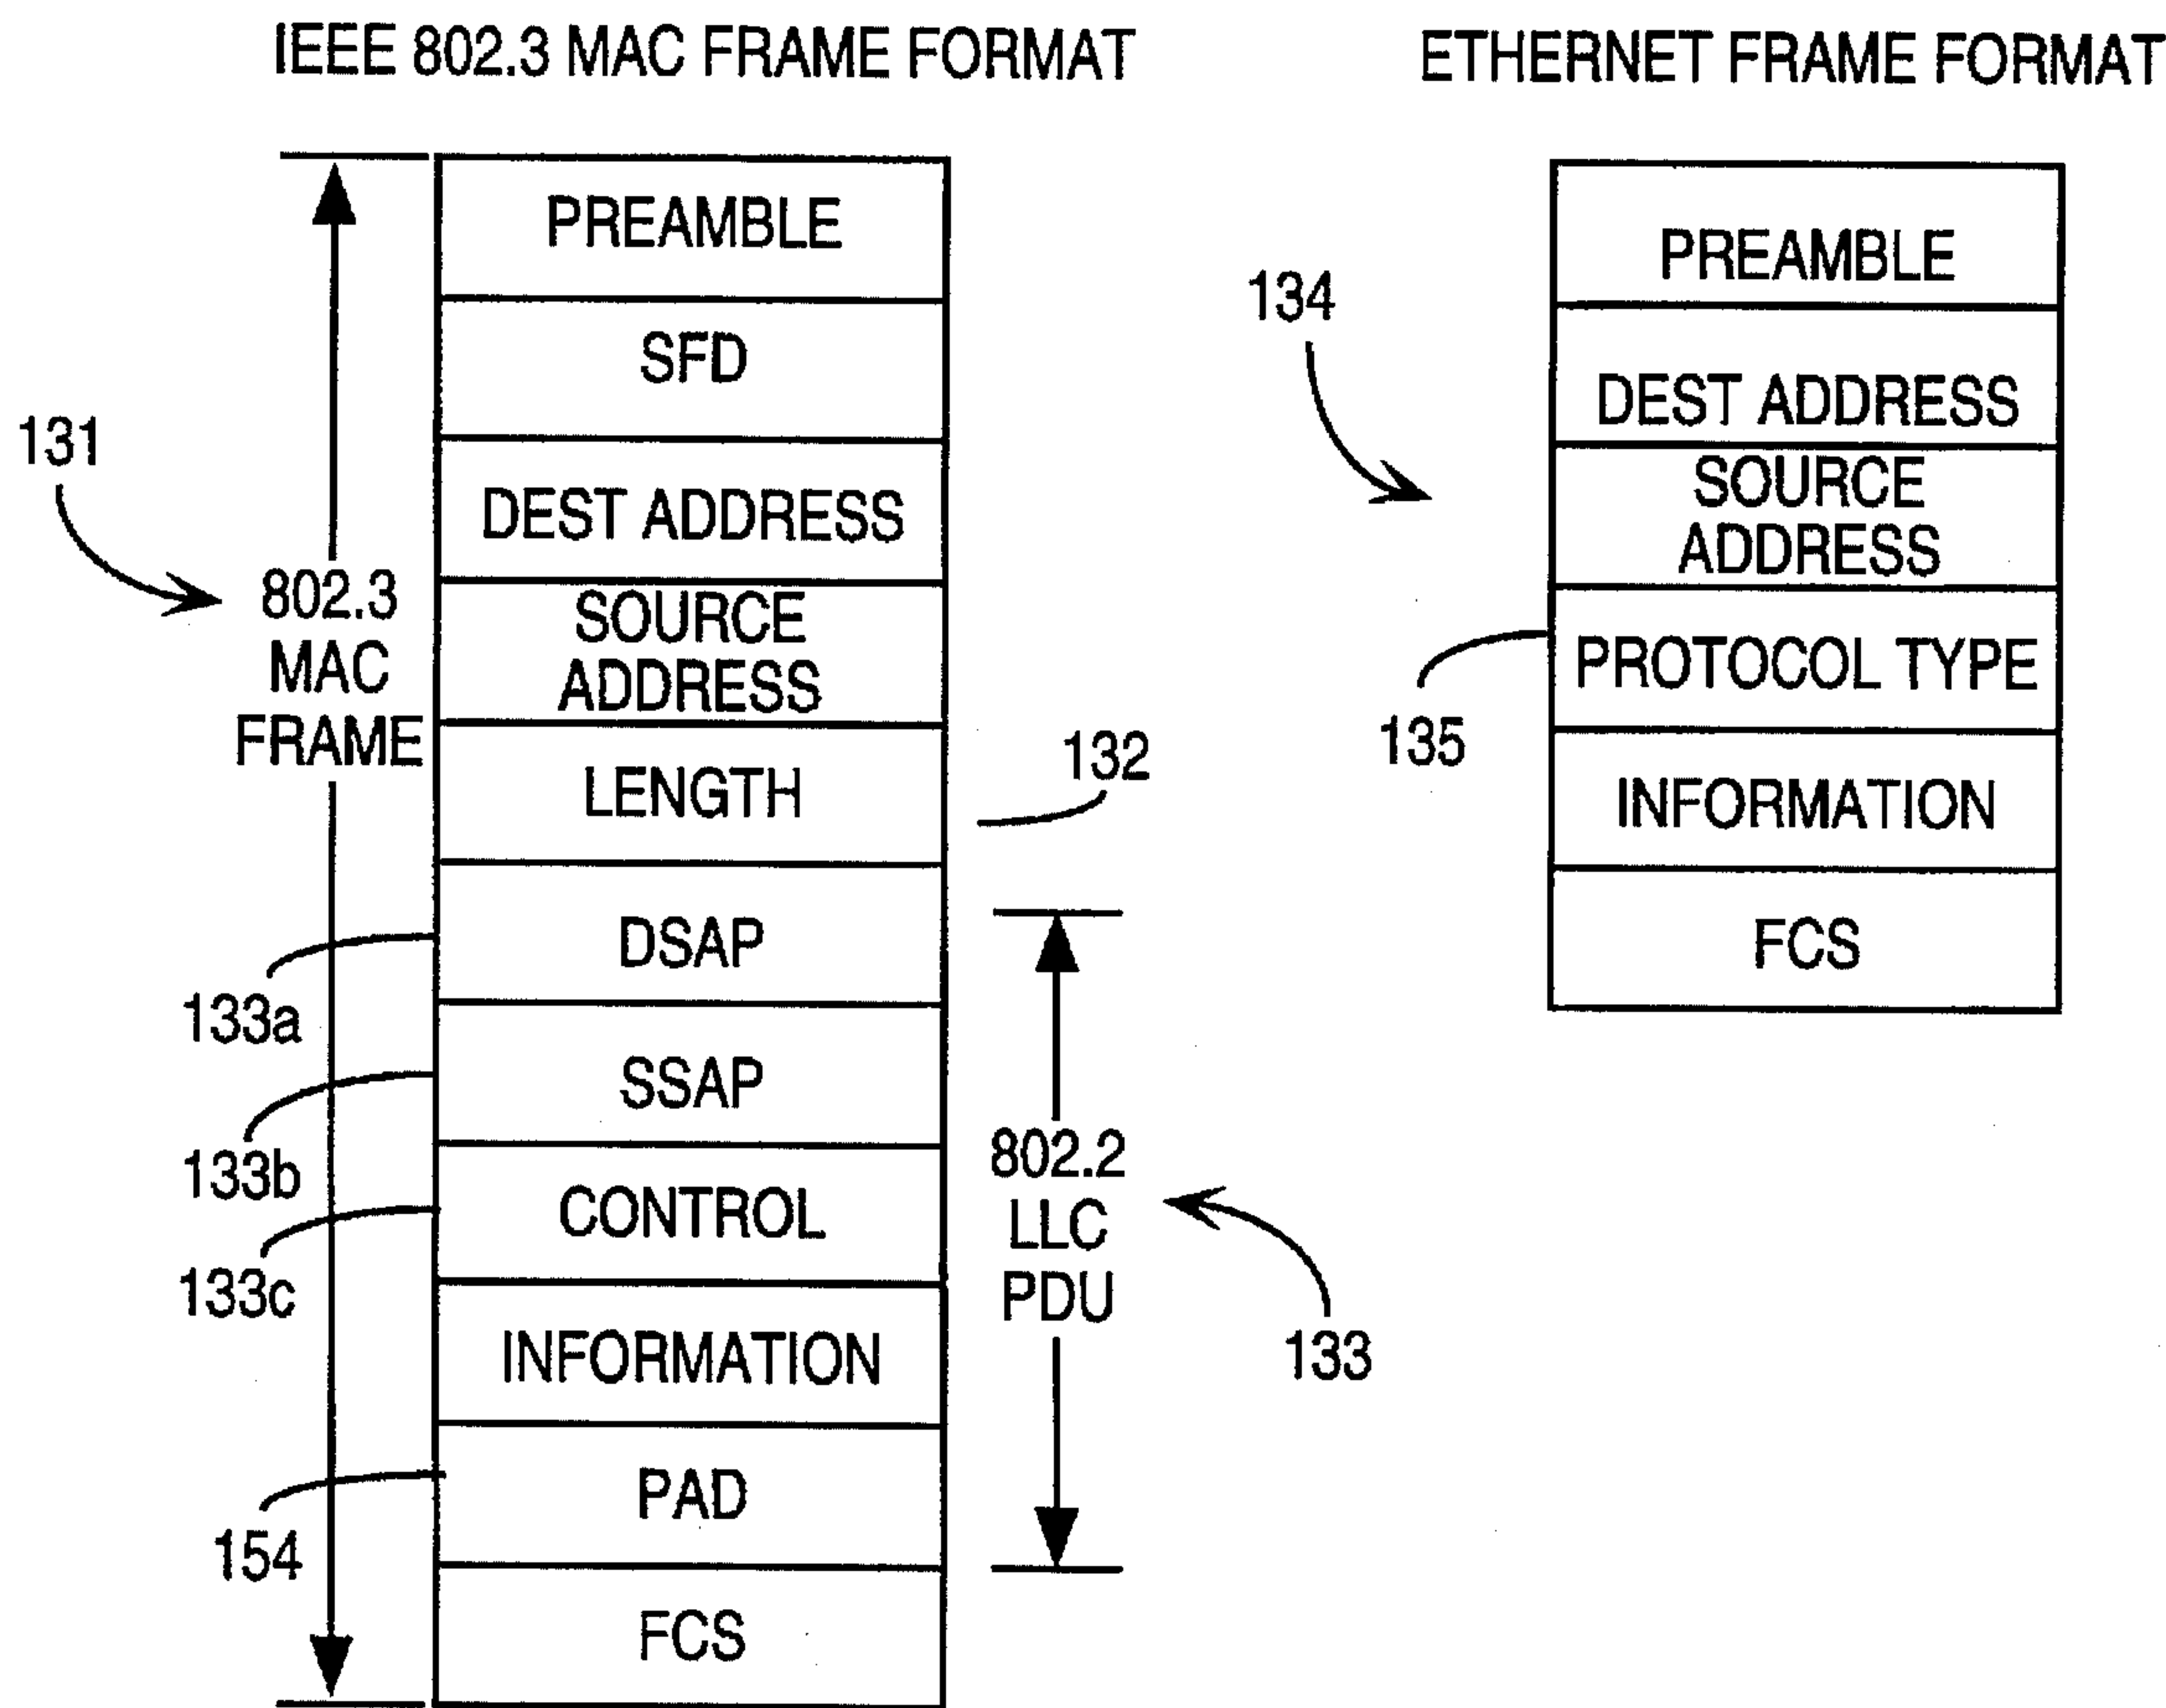 IEEE 802.3 MAC FRAME FORMAT
PREAMBLE
SFD
DEST ADDRESS
SOURCE
ADDRESS
LENGTH
DSAP
SSAP
CONTROL
INFORMATION
PAD
FCS
131
802.3
MAC
FRAME
132
133a
133b
133c
154
802.2
LLC
PDU
133
ETHERNET FRAME FORMAT
134
PREAMBLE
DEST ADDRESS
SOURCE
ADDRESS
PROTOCOL TYPE
INFORMATION
FCS
135